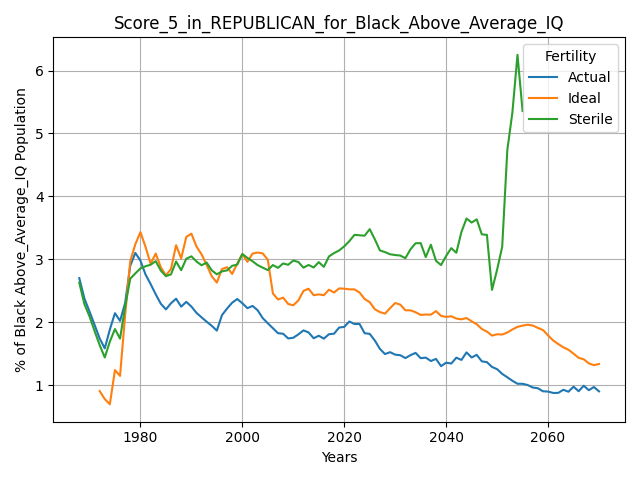 Score_5_in_REPUBLICAN_for_Black_Above_Average_IQ
% of Black Above_Average_IQ Population
6
5
4
3
2
1
Fertility
Actual
Ideal
Sterile
1980 2000 2020 2040 2060
Years